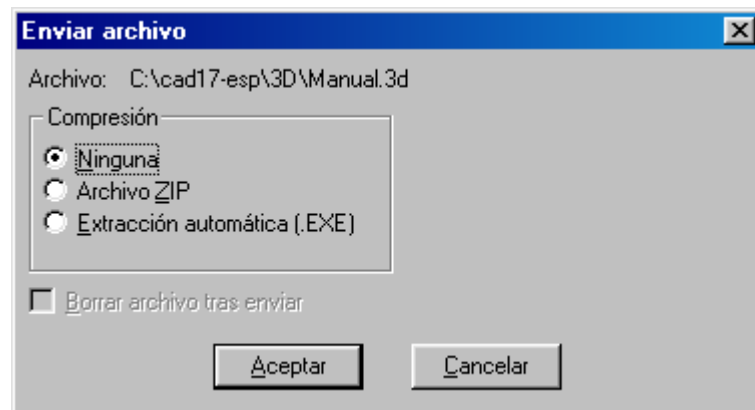 Enviar archivo
Archivo: C:\cad17-esp\3D\Manual.3d
Compresión
Ninguna
Archivo ZIP
Extracción automática (.EXE)
Borrar archivo tras enviar
Aceptar Cancelar